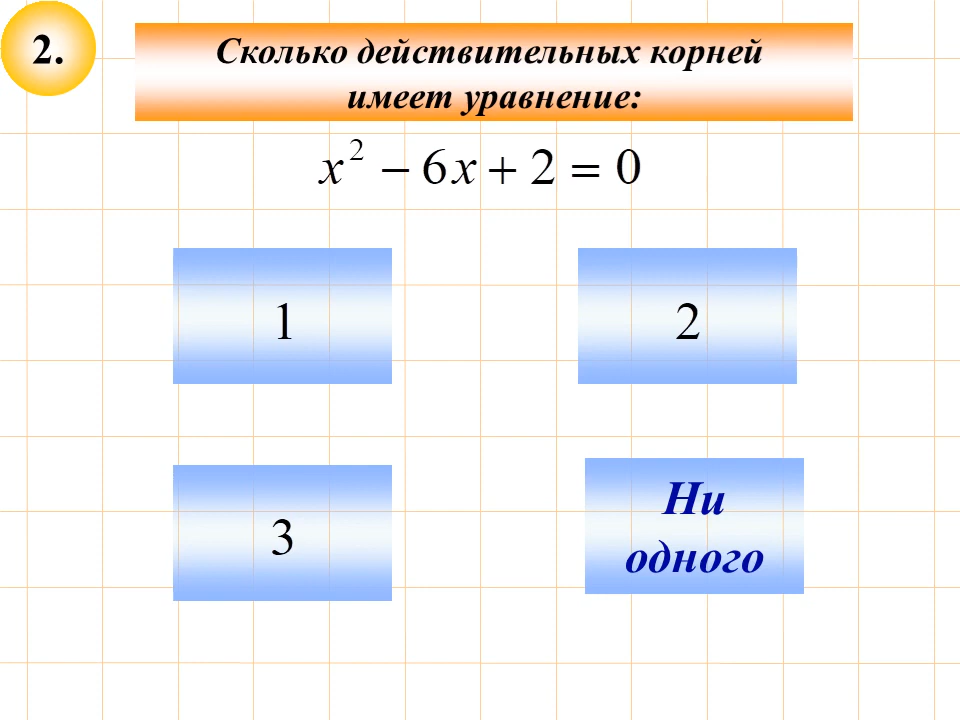 2.
Сколько действительных корней
имеет уравнение:
x² − 6x + 2 = 0
1
2
3
Ни
одного